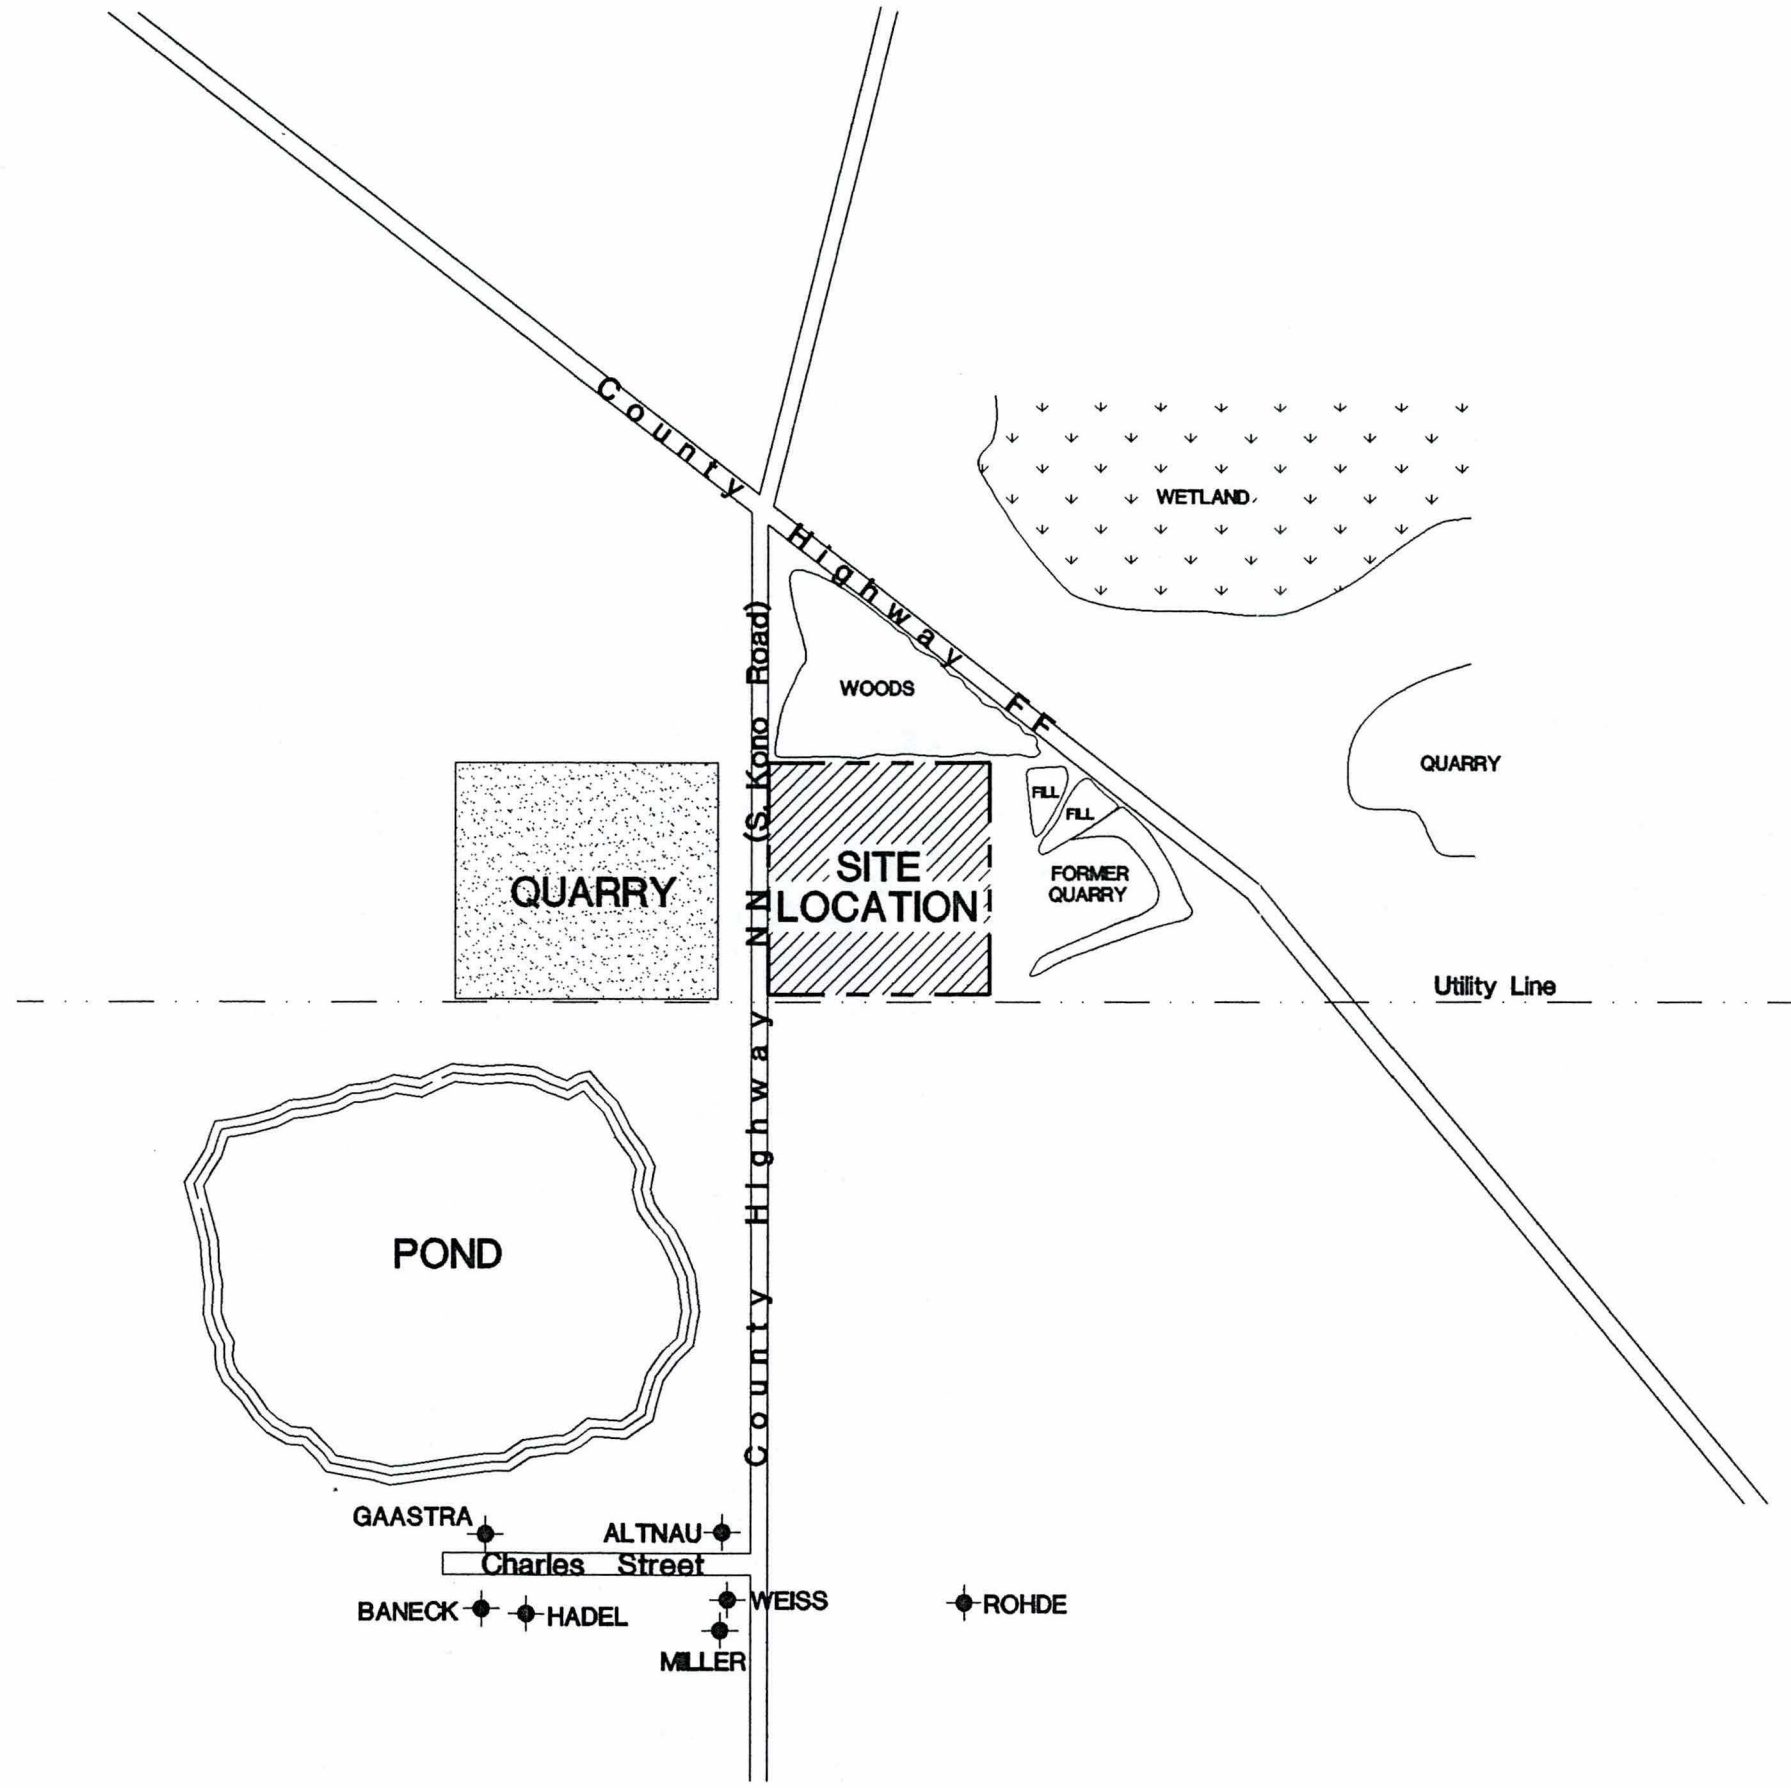 County Highway FF
WETLAND
County Highway NN (S. Kono Road)
WOODS
QUARRY
FILL
FILL
SITE
LOCATION
QUARRY
FORMER
QUARRY
Utility Line
POND
GAASTRA
ALTNAU
Charles Street
BANECK
HADEL
WEISS
ROHDE
MILLER